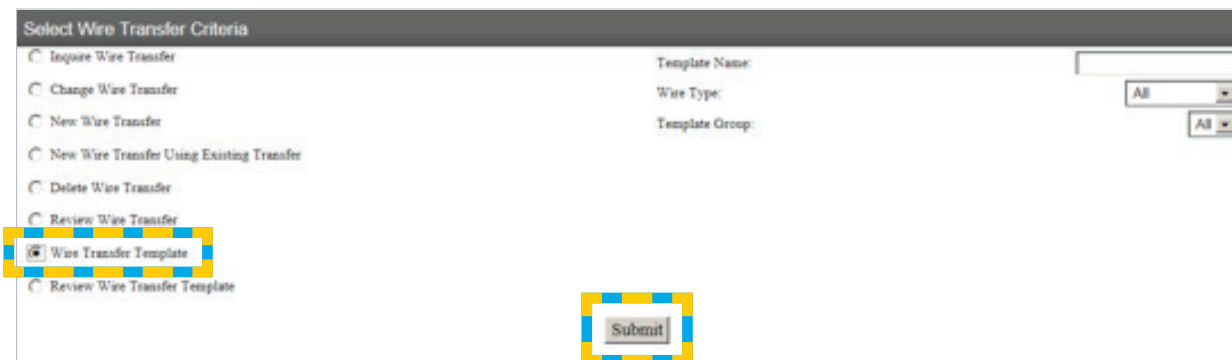 Select Wire Transfer Criteria
Inquire Wire Transfer
Template Name:
Change Wire Transfer
Wire Type: All
New Wire Transfer
Template Group: All
New Wire Transfer Using Existing Transfer
Delete Wire Transfer
Review Wire Transfer
Wire Transfer Template
Review Wire Transfer Template
Submit